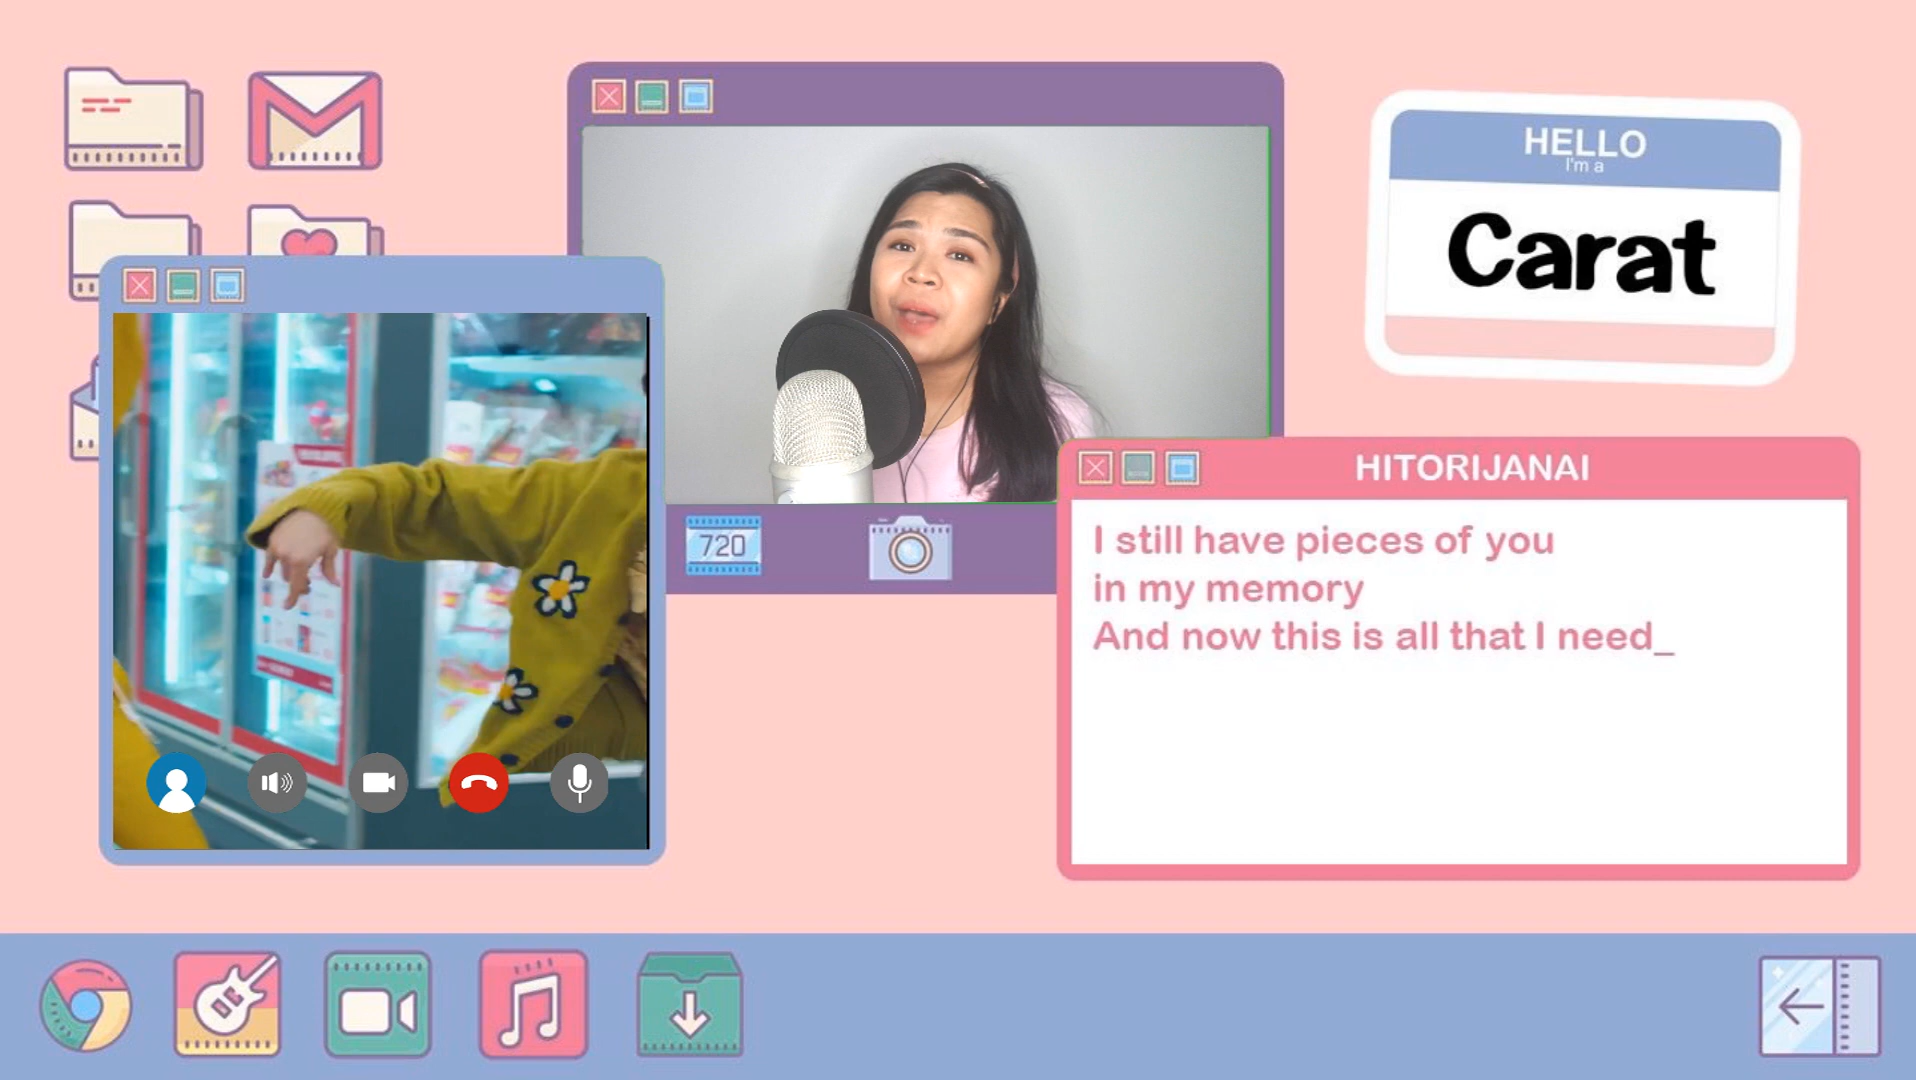 HELLO
I'm a
Carat
HITORIJANAI
I still have pieces of you
in my memory
And now this is all that I need_
720